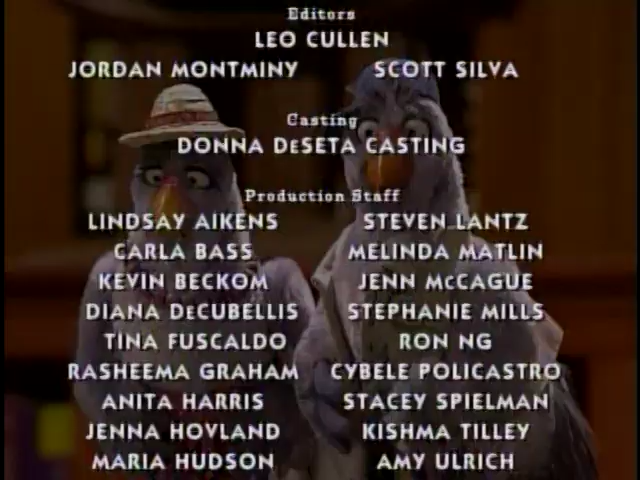 Editors
LEO CULLEN
JORDAN MONTMINY SCOTT SILVA
Casting
DONNA DeSETA CASTING
Production Staff
LINDSAY AIKENS STEVEN LANTZ
CARLA BASS MELINDA MATLIN
KEVIN BECKOM JENN McCAGUE
DIANA DeCUBELLIS STEPHANIE MILLS
TINA FUSCALDO RON NG
RASHEEMA GRAHAM CYBELE POLICASTRO
ANITA HARRIS STACEY SPIELMAN
JENNA HOVLAND KISHMA TILLEY
MARIA HUDSON AMY ULRICH